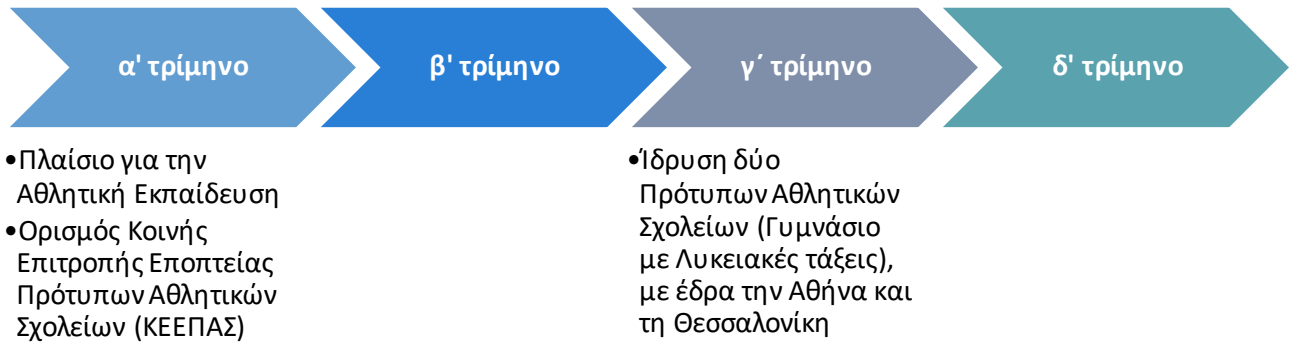 α' τρίμηνο
β' τρίμηνο
γ΄ τρίμηνο
δ' τρίμηνο
•Πλαίσιο για την
Αθλητική Εκπαίδευση
•Ορισμός Κοινής
Επιτροπής Εποπτείας
Πρότυπων Αθλητικών
Σχολείων (ΚΕΕΠΑΣ)
•Ίδρυση δύο
Πρότυπων Αθλητικών
Σχολείων (Γυμνάσιο
με Λυκειακές τάξεις),
με έδρα την Αθήνα και
τη Θεσσαλονίκη